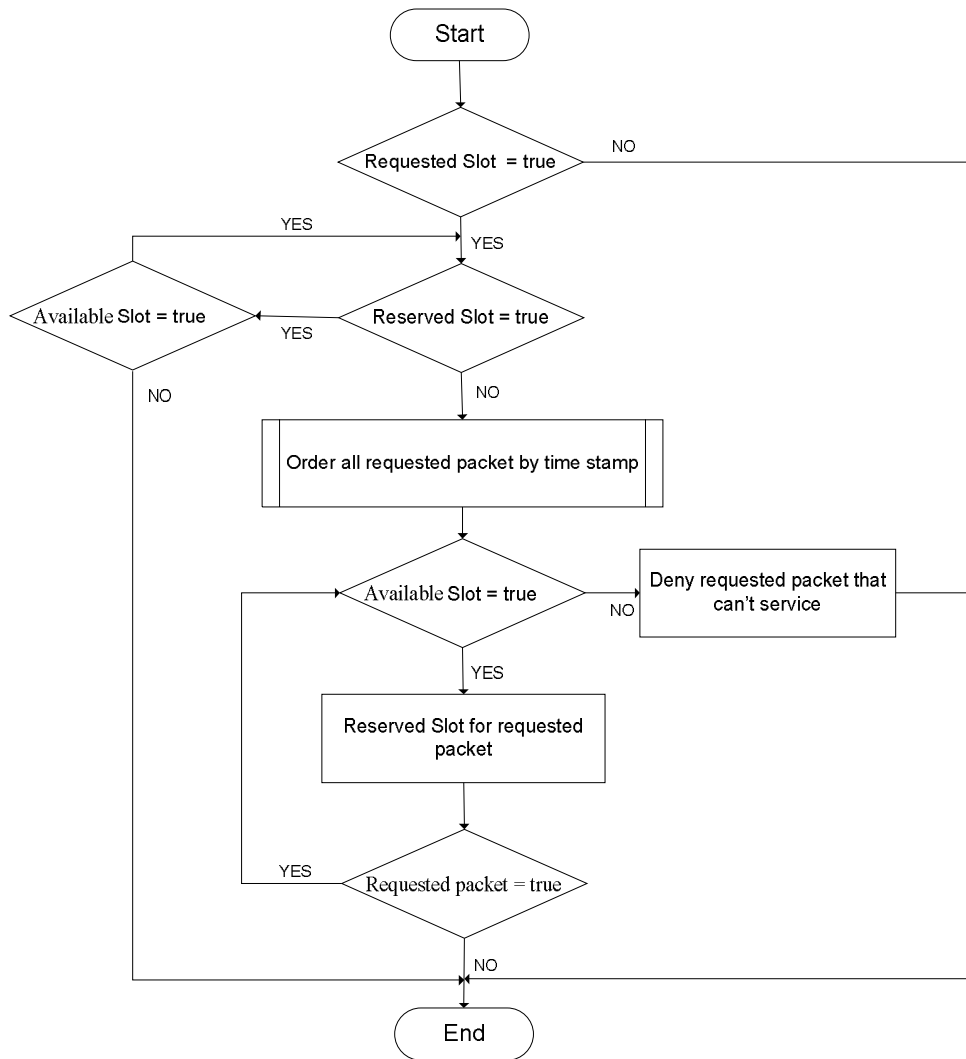 Start
Requested Slot = true
NO
YES
YES
Available Slot = true
YES
Reserved Slot = true
NO
NO
Order all requested packet by time stamp
Available Slot = true
NO
Deny requested packet that
can't service
YES
Reserved Slot for requested
packet
YES
Requested packet = true
NO
End